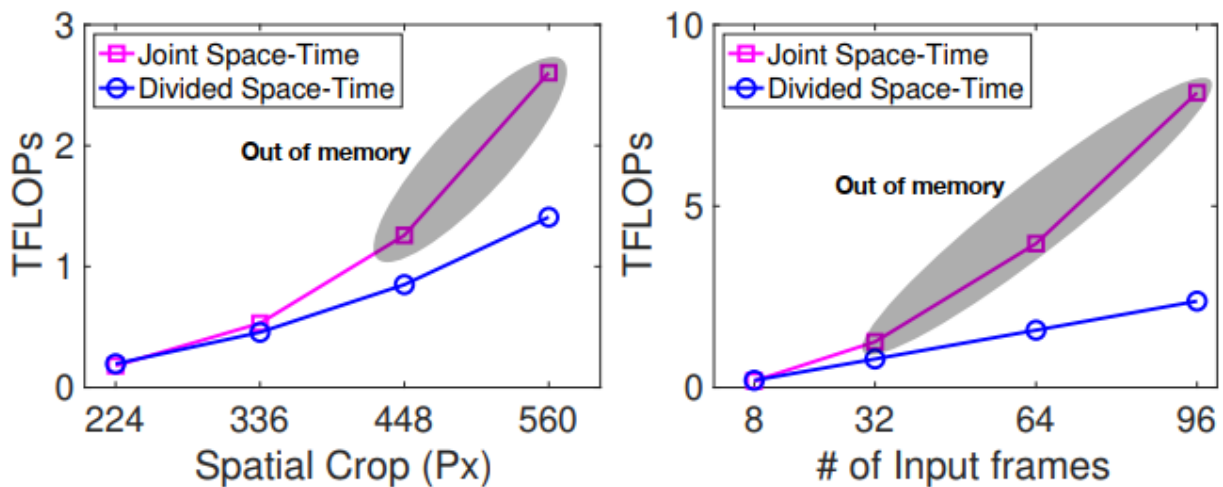 3
2
1
0
TFLOPs
Joint Space-Time
Divided Space-Time
Out of memory
224 336 448 560
Spatial Crop (Px)
10
5
0
TFLOPs
Joint Space-Time
Divided Space-Time
Out of memory
8 32 64 96
# of Input frames